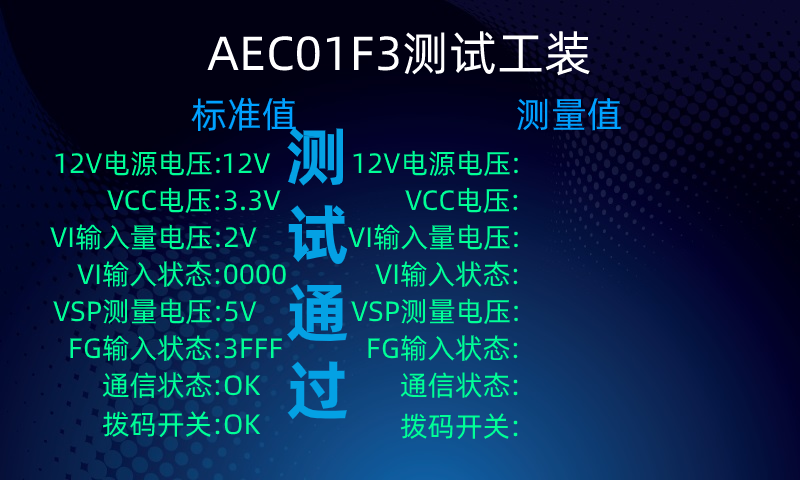 AEC01F3测试工装
标准值
测量值
12V电源电压:12V
VCC电压:3.3V
VI输入量电压:2V
VI输入状态:0000
VSP测量电压:5V
FG输入状态:3FFF
通信状态:OK
拨码开关:OK
测
试
通
过
12V电源电压:
VCC电压:
VI输入量电压:
VI输入状态:
VSP测量电压:
FG输入状态:
通信状态:
拨码开关: